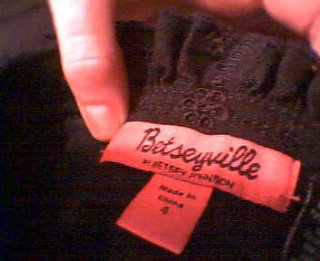 Betseyville
BY BETSEY JOHNSON
Made in
China
4